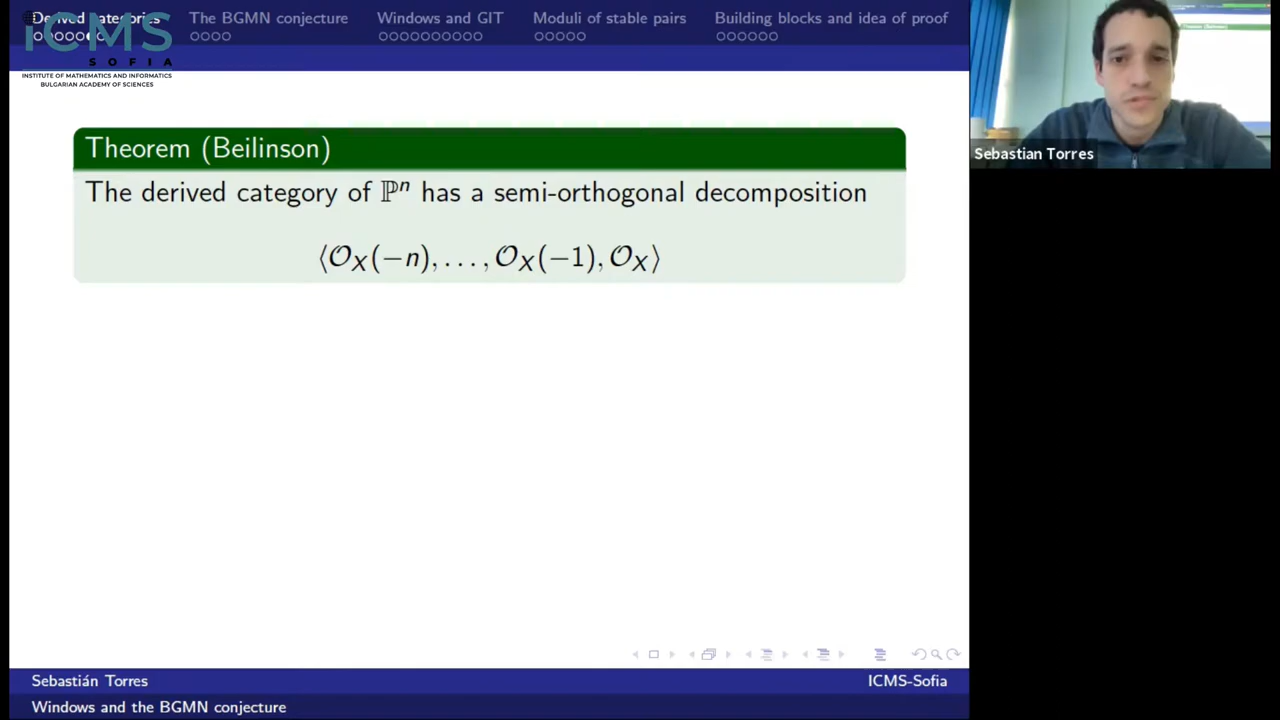 Derived categories
The BGMN conjecture
Windows and GIT
Moduli of stable pairs
Building blocks and idea of proof
ICMS
SOFIA
INSTITUTE OF MATHEMATICS AND INFORMATICS
BULGARIAN ACADEMY OF SCIENCES
Theorem (Beilinson)
The derived category of ℙⁿ has a semi-orthogonal decomposition
⟨𝒪_X(−n), . . . , 𝒪_X(−1), 𝒪_X⟩
Sebastian Torres
Sebastián Torres
ICMS-Sofia
Windows and the BGMN conjecture